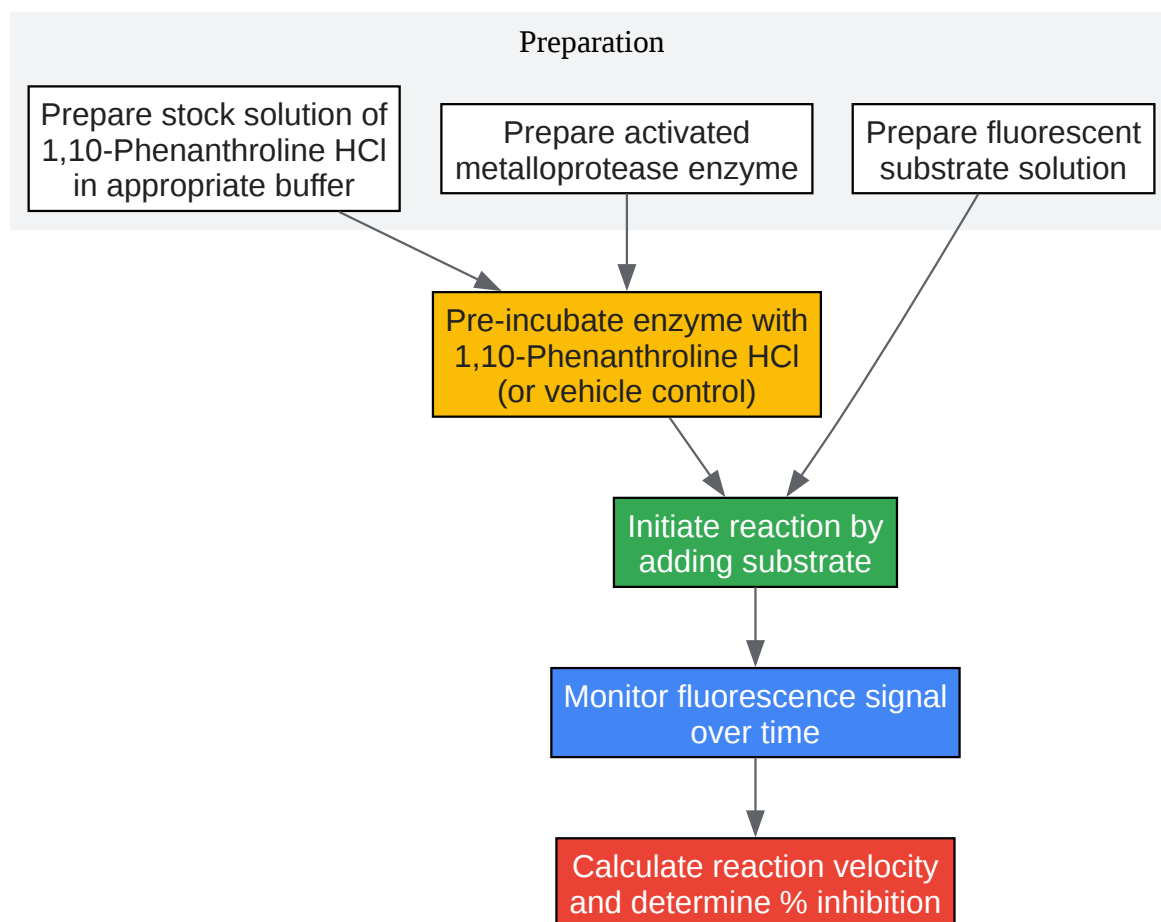 Preparation
Prepare stock solution of
1,10-Phenanthroline HCl
in appropriate buffer
Prepare activated
metalloprotease enzyme
Prepare fluorescent
substrate solution
Pre-incubate enzyme with
1,10-Phenanthroline HCl
(or vehicle control)
Initiate reaction by
adding substrate
Monitor fluorescence signal
over time
Calculate reaction velocity
and determine % inhibition